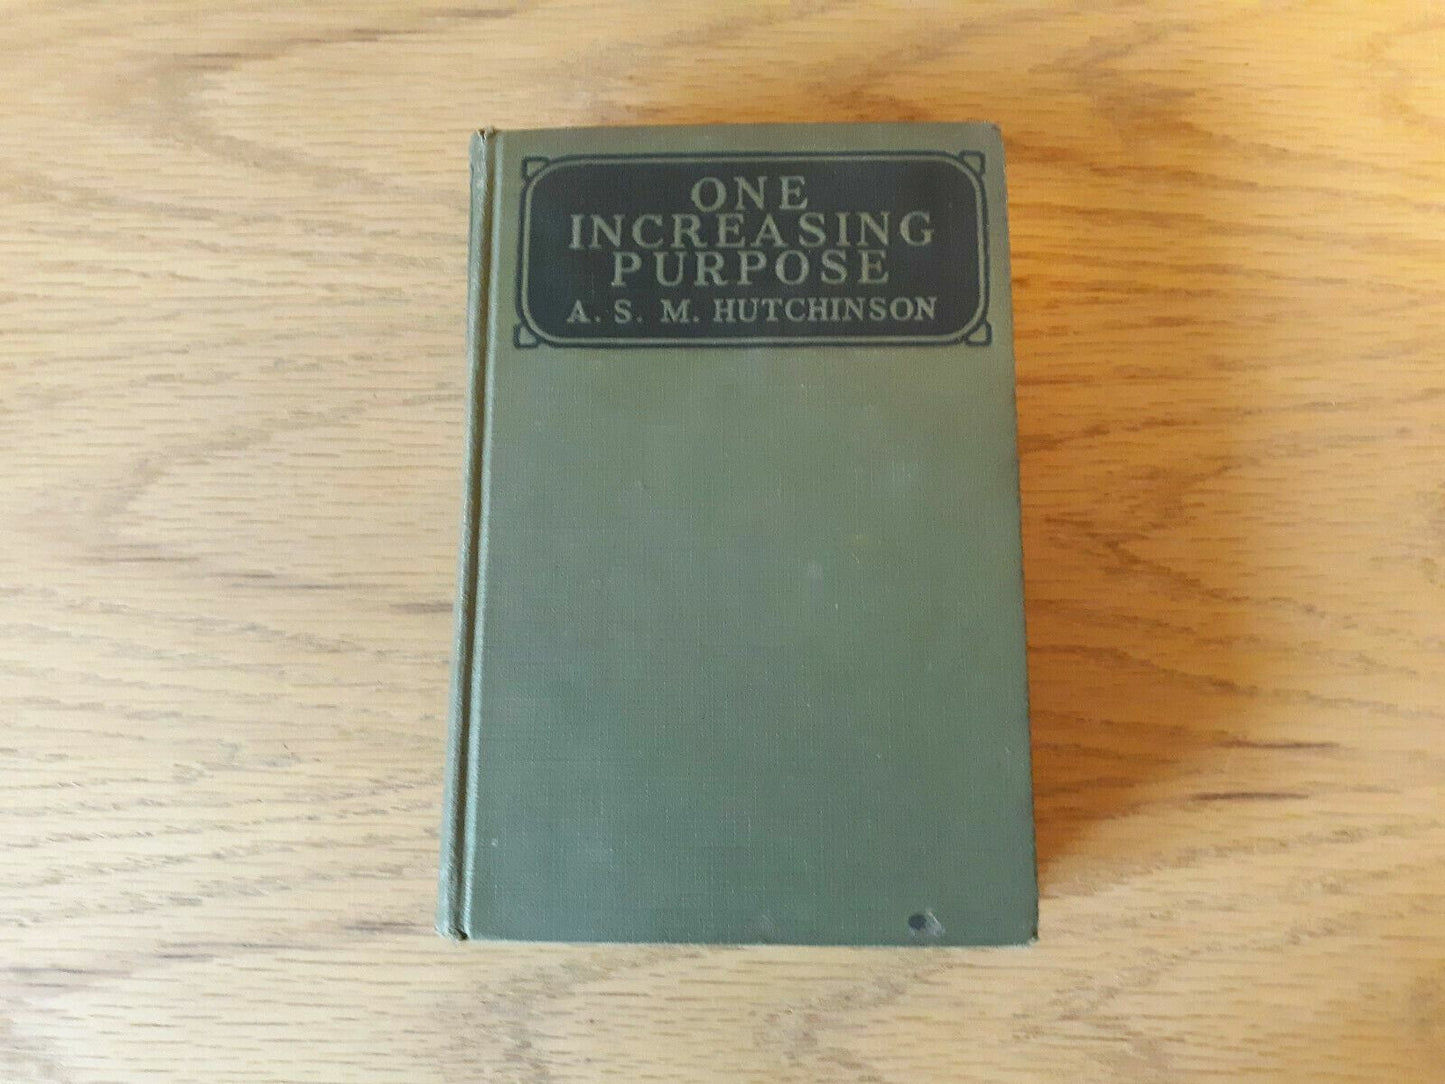 ONE
INCREASING
PURPOSE
A. S. M. HUTCHINSON